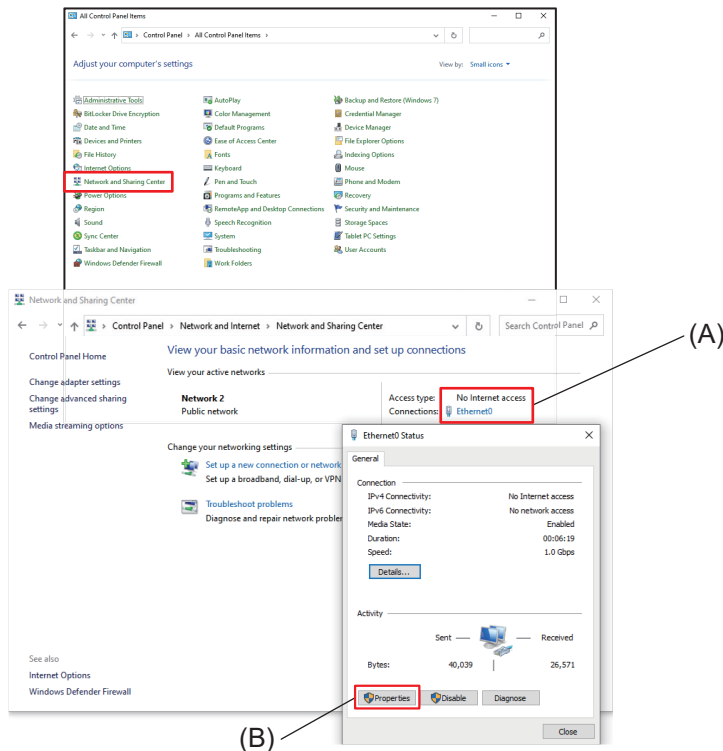 All Control Panel Items
Control Panel > All Control Panel Items >
Adjust your computer's settings
View by: Small icons
Administrative Tools
AutoPlay
Backup and Restore (Windows 7)
BitLocker Drive Encryption
Color Management
Credential Manager
Date and Time
Default Programs
Device Manager
Devices and Printers
Ease of Access Center
File Explorer Options
File History
Fonts
Indexing Options
Internet Options
Keyboard
Mouse
Network and Sharing Center
Pen and Touch
Phone and Modem
Power Options
Programs and Features
Recovery
Region
RemoteApp and Desktop Connections
Security and Maintenance
Sound
Speech Recognition
Storage Spaces
Sync Center
System
Tablet PC Settings
Taskbar and Navigation
Troubleshooting
User Accounts
Windows Defender Firewall
Work Folders
Network and Sharing Center
Control Panel > Network and Internet > Network and Sharing Center
Search Control Panel
(A)
Control Panel Home
Change adapter settings
Change advanced sharing
settings
Media streaming options
View your basic network information and set up connections
View your active networks
Network 2
Public network
Access type: No Internet access
Connections: Ethernet0
Change your networking settings
Set up a new connection or network
Set up a broadband, dial-up, or VPN
Troubleshoot problems
Diagnose and repair network probler
See also
Internet Options
Windows Defender Firewall
Ethernet0 Status
General
Connection
IPv4 Connectivity: No Internet access
IPv6 Connectivity: No network access
Media State: Enabled
Duration: 00:06:19
Speed: 1.0 Gbps
Details...
Activity
Sent
Received
Bytes: 40,039 26,571
Properties
Disable
Diagnose
Close
(B)